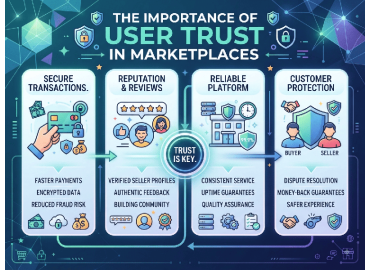 THE IMPORTANCE OF
USER TRUST
IN MARKETPLACES
SECURE
TRANSACTIONS.
FASTER PAYMENTS
ENCRYPTED DATA
REDUCED FRAUD RISK
REPUTATION
& REVIEWS
VERIFIED SELLER PROFILES
AUTHENTIC FEEDBACK
BUILDING COMMUNITY
TRUST
IS KEY.
RELIABLE
PLATFORM
CONSISTENT SERVICE
UPTIME GUARANTEES
QUALITY ASSURANCE
CUSTOMER
PROTECTION
BUYER
SELLER
DISPUTE RESOLUTION
MONEY-BACK GUARANTEES
SAFER EXPERIENCE